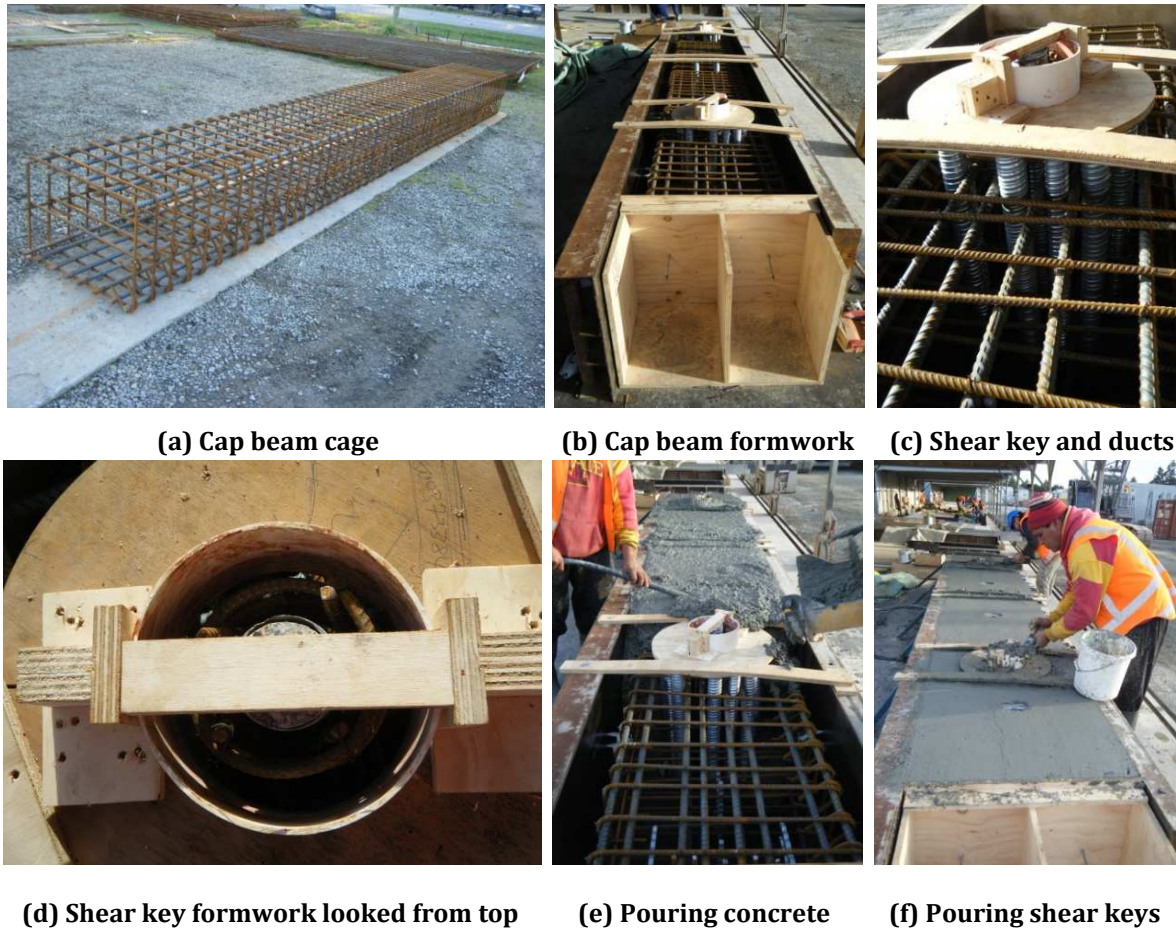 (a) Cap beam cage
(b) Cap beam formwork
(c) Shear key and ducts
(d) Shear key formwork looked from top
(e) Pouring concrete
(f) Pouring shear keys